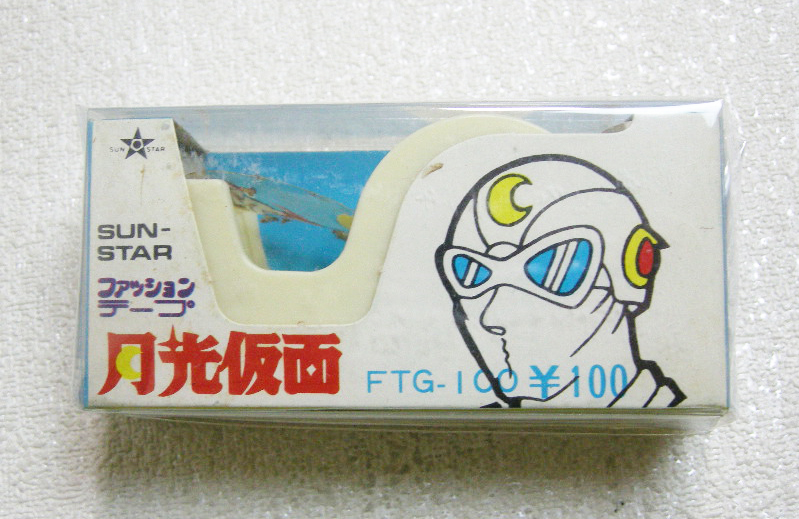 SUN STAR
SUN-
STAR
ファッション
テープ
月光仮面
FTG-100 ¥100